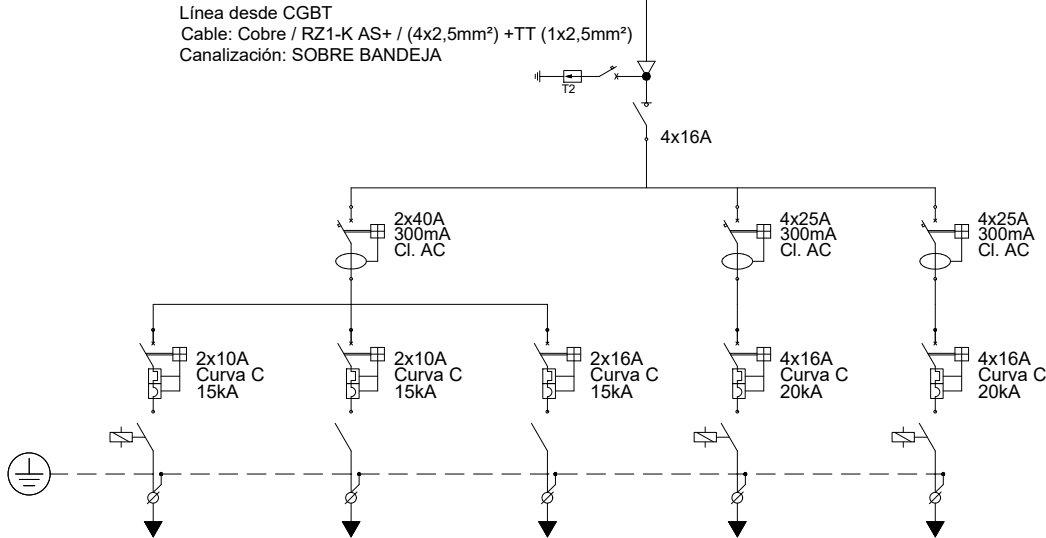 Línea desde CGBT
Cable: Cobre / RZ1-K AS+ / (4x2,5mm²) +TT (1x2,5mm²)
Canalización: SOBRE BANDEJA
T2
4x16A
2x40A
300mA
Cl. AC
4x25A
300mA
Cl. AC
4x25A
300mA
Cl. AC
2x10A
Curva C
15kA
2x10A
Curva C
15kA
2x16A
Curva C
15kA
4x16A
Curva C
20kA
4x16A
Curva C
20kA